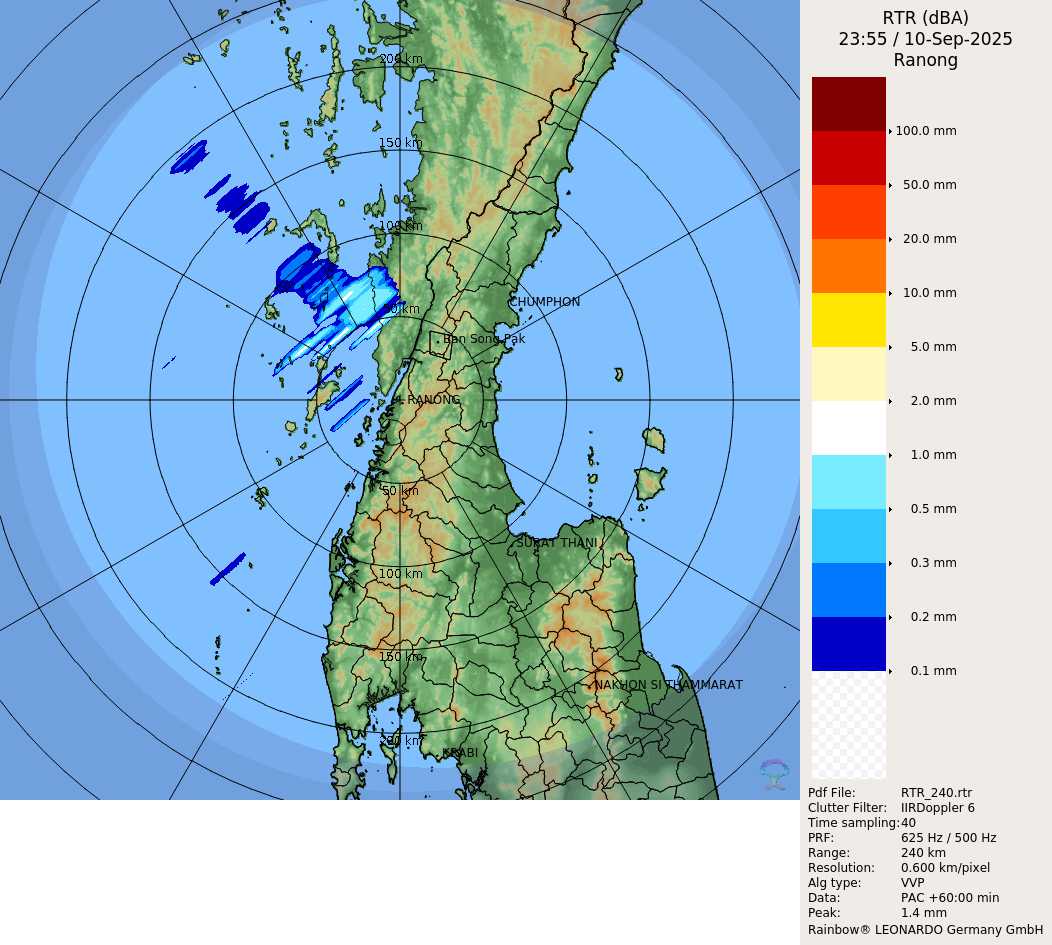 RTR (dBA)
23:55 / 10-Sep-2025
Ranong
200 km
150 km
100 km
50 km
CHUMPHON
Ban Song Pak
RANONG
50 km
SURAT THANI
100 km
150 km
NAKHON SI THAMMARAT
200 km
KRABI
100.0 mm
50.0 mm
20.0 mm
10.0 mm
5.0 mm
2.0 mm
1.0 mm
0.5 mm
0.3 mm
0.2 mm
0.1 mm
Pdf File: RTR_240.rtr
Clutter Filter: IIRDoppler 6
Time sampling:40
PRF: 625 Hz / 500 Hz
Range: 240 km
Resolution: 0.600 km/pixel
Alg type: VVP
Data: PAC +60:00 min
Peak: 1.4 mm
Rainbow® LEONARDO Germany GmbH